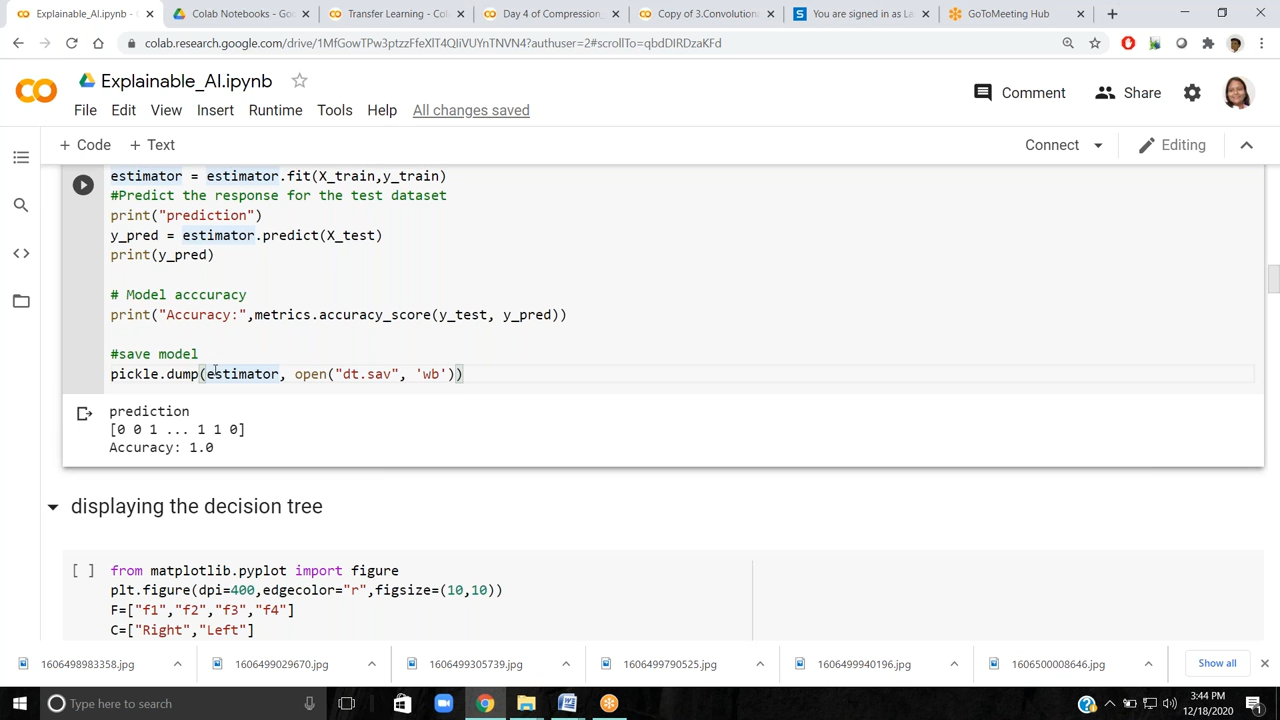 Explainable_AI.ipynb - C
Colab Notebooks - Go
Transfer Learning - Co
Day 4 of Compression_
Copy of 3.Convolution
You are signed in as La
GoToMeeting Hub
colab.research.google.com/drive/1MfGowTPw3ptzzFfeXlT4QIiVUYnTNVN4?authuser=2#scrollTo=qbdDIRDzaKFd
Explainable_AI.ipynb
Comment
Share
File Edit View Insert Runtime Tools Help All changes saved
+ Code + Text
Connect
Editing
estimator = estimator.fit(X_train,y_train)
#Predict the response for the test dataset
print("prediction")
y_pred = estimator.predict(X_test)
print(y_pred)
# Model acccuracy
print("Accuracy:",metrics.accuracy_score(y_test, y_pred))
#save model
pickle.dump(estimator, open("dt.sav", 'wb'))
prediction
[0 0 1 ... 1 1 0]
Accuracy: 1.0
displaying the decision tree
[ ] from matplotlib.pyplot import figure
plt.figure(dpi=400,edgecolor="r",figsize=(10,10))
F=["f1","f2","f3","f4"]
C=["Right","Left"]
1606498983358.jpg
1606499029670.jpg
1606499305739.jpg
1606499790525.jpg
1606499940196.jpg
1606500008646.jpg
Show all
Type here to search
3:44 PM
12/18/2020